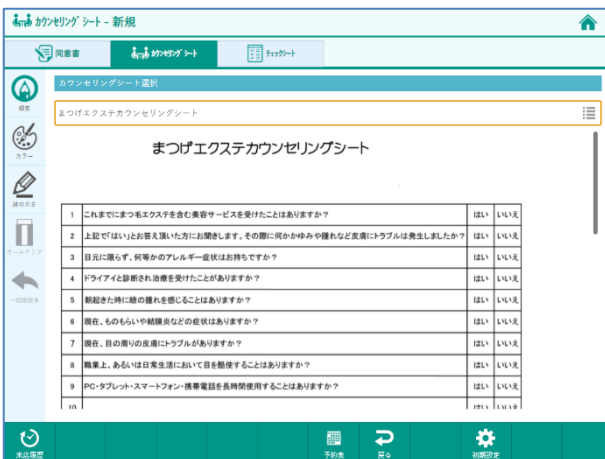 カウンセリングシート - 新規
同意書
カウンセリングシート
チェックシート
編集
カラー
線の太さ
オールクリア
一回度戻る
カウンセリングシート選択
まつげエクステカウンセリングシート
まつげエクステカウンセリングシート
1 これまでにまつ毛エクステを含む美容サービスを受けたことはありますか？ はい いいえ
2 上記で「はい」とお答え頂いた方にお聞きします。その際に何かかゆみや腫れなど皮膚にトラブルは発生しましたか？ はい いいえ
3 目元に限らず、何等かのアレルギー症状はお持ちですか？ はい いいえ
4 ドライアイと診断され治療を受けたことがありますか？ はい いいえ
5 朝起きた時に瞼の腫れを感じることはありますか？ はい いいえ
6 現在、ものもらいや結膜炎などの症状はありますか？ はい いいえ
7 現在、目の周りの皮膚にトラブルがありますか？ はい いいえ
8 職業上、あるいは日常生活において目を酷使することはありますか？ はい いいえ
9 PC・タブレット・スマートフォン・携帯電話を長時間使用することはありますか？ はい いいえ
10 はい いいえ
来店履歴
予約表
戻る
初期設定